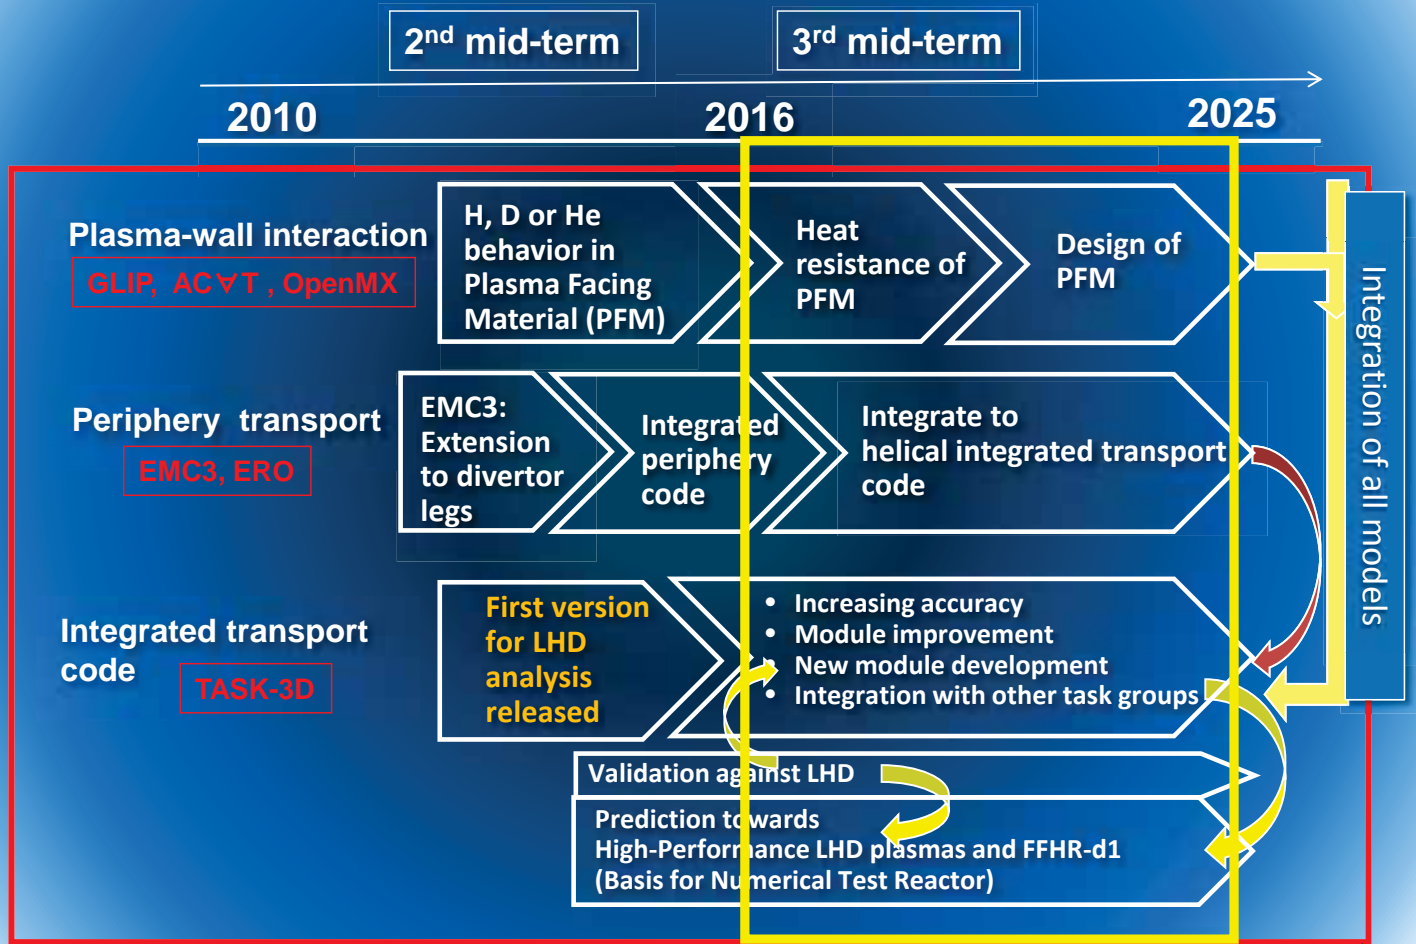 2nd mid-term
3rd mid-term
2010
2016
2025
Plasma-wall interaction
GLIP, AC∀T , OpenMX
H, D or He
behavior in
Plasma Facing
Material (PFM)
Heat
resistance of
PFM
Design of
PFM
Integration of all models
Periphery transport
EMC3, ERO
EMC3:
Extension
to divertor
legs
Integrated
periphery
code
Integrate to
helical integrated transport
code
Integrated transport
code
TASK-3D
First version
for LHD
analysis
released
• Increasing accuracy
• Module improvement
• New module development
• Integration with other task groups
Validation against LHD
Prediction towards
High-Performance LHD plasmas and FFHR-d1
(Basis for Numerical Test Reactor)